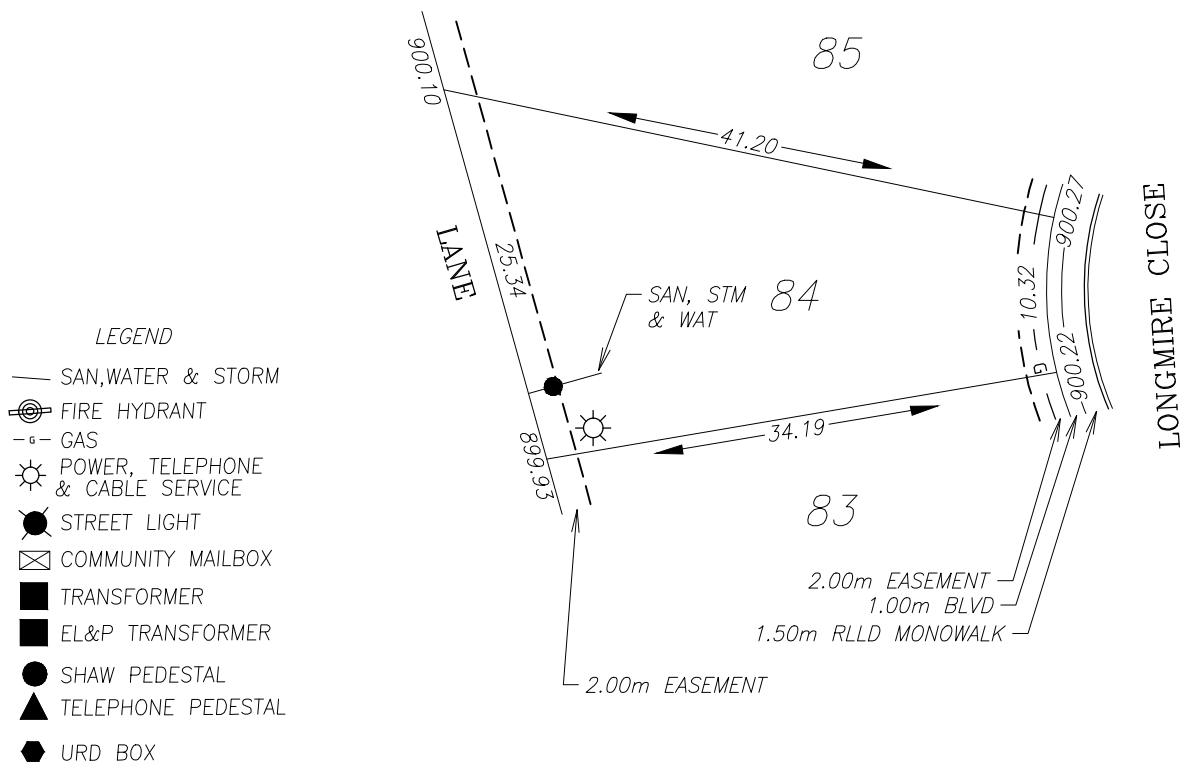 85
900.10
41.20
900.27
LONGMIRE CLOSE
LANE
25.34
10.32
SAN, STM
& WAT
84
G
900.22
34.19
899.93
83
2.00m EASEMENT
1.00m BLVD
1.50m RLLD MONOWALK
2.00m EASEMENT
LEGEND
SAN,WATER & STORM
FIRE HYDRANT
G GAS
POWER, TELEPHONE
& CABLE SERVICE
STREET LIGHT
COMMUNITY MAILBOX
TRANSFORMER
EL&P TRANSFORMER
SHAW PEDESTAL
TELEPHONE PEDESTAL
URD BOX